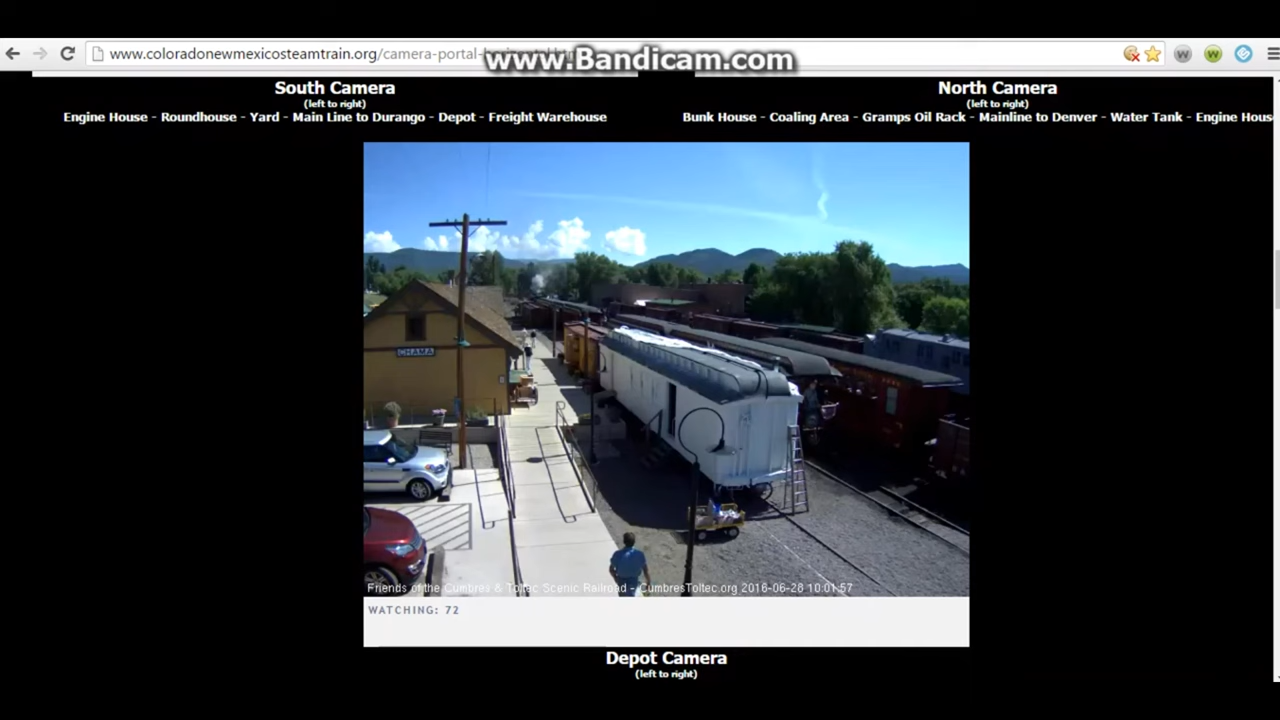 www.coloradonewmexicosteamtrain.org/camera-portal-horizontal.htm
www.Bandicam.com
South Camera
(left to right)
Engine House - Roundhouse - Yard - Main Line to Durango - Depot - Freight Warehouse
North Camera
(left to right)
Bunk House - Coaling Area - Gramps Oil Rack - Mainline to Denver - Water Tank - Engine Hous
CHAMA
Friends of the Cumbres & Toltec Scenic Railroad - CumbresToltec.org 2016-06-28 10:01:57
WATCHING: 72
Depot Camera
(left to right)